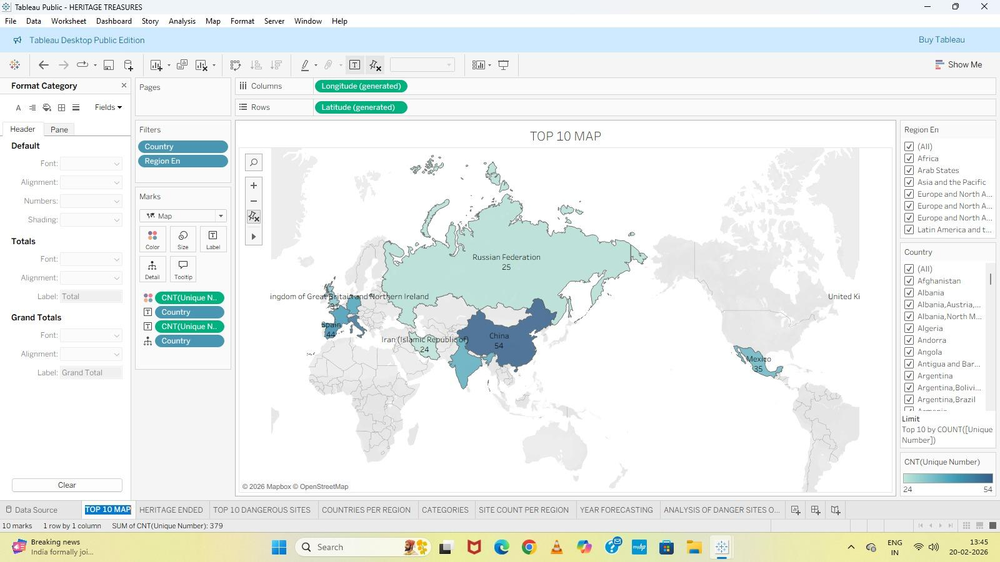 Tableau Public - HERITAGE TREASURES
File Data Worksheet Dashboard Story Analysis Map Format Server Window Help
Tableau Desktop Public Edition
Buy Tableau
Show Me
Format Category
Fields
Header
Pane
Default
Font:
Alignment:
Numbers:
Shading:
Totals
Font:
Alignment:
Label: Total
Grand Totals
Font:
Alignment:
Label: Grand Total
Clear
Pages
Filters
Country
Region En
Marks
Map
Color
Size
Label
Detail
Tooltip
CNT(Unique N..
Country
CNT(Unique N..
Country
Columns
Longitude (generated)
Rows
Latitude (generated)
TOP 10 MAP
Russian Federation
25
ingdom of Great Britain and Northern Ireland
31
United Ki
Spain
44
Iran (Islamic Republic of)
24
China
54
Mexico
35
© 2026 Mapbox © OpenStreetMap
Region En
(All)
Africa
Arab States
Asia and the Pacific
Europe and North A...
Europe and North A...
Europe and North A...
Latin America and t...
Country
(All)
Afghanistan
Albania
Albania,Austria,...
Albania,North M...
Algeria
Andorra
Angola
Antigua and Bar...
Argentina
Argentina,Bolivi...
Argentina,Brazil
Limit
Top 10 by COUNT([Unique
Number])
CNT(Unique Number)
24 54
Data Source
TOP 10 MAP
HERITAGE ENDED
TOP 10 DANGEROUS SITES
COUNTRIES PER REGION
CATEGORIES
SITE COUNT PER REGION
YEAR FORECASTING
ANALYSIS OF DANGER SITES O...
10 marks 1 row by 1 column SUM of CNT(Unique Number): 379
Breaking news
India formally joi...
Search
myhp
ENG
IN
13:45
20-02-2026